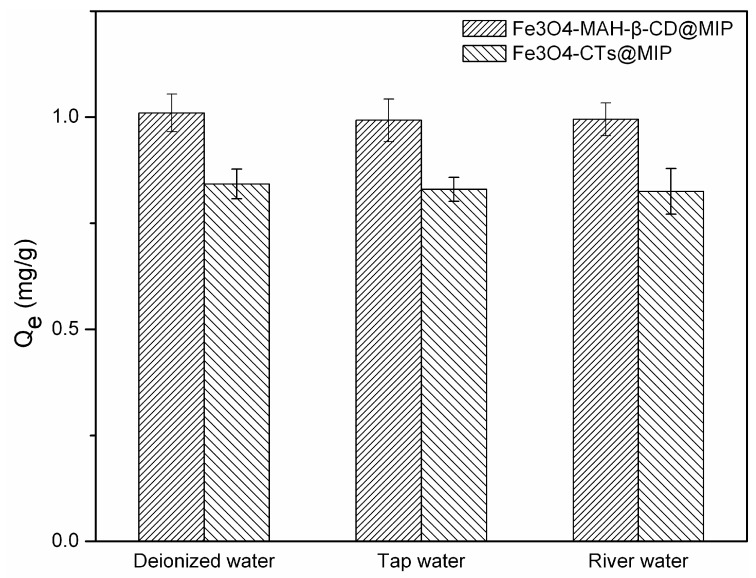 Fe3O4-MAH-β-CD@MIP
Fe3O4-CTs@MIP
1.0
0.5
0.0
Qe (mg/g)
Deionized water
Tap water
River water